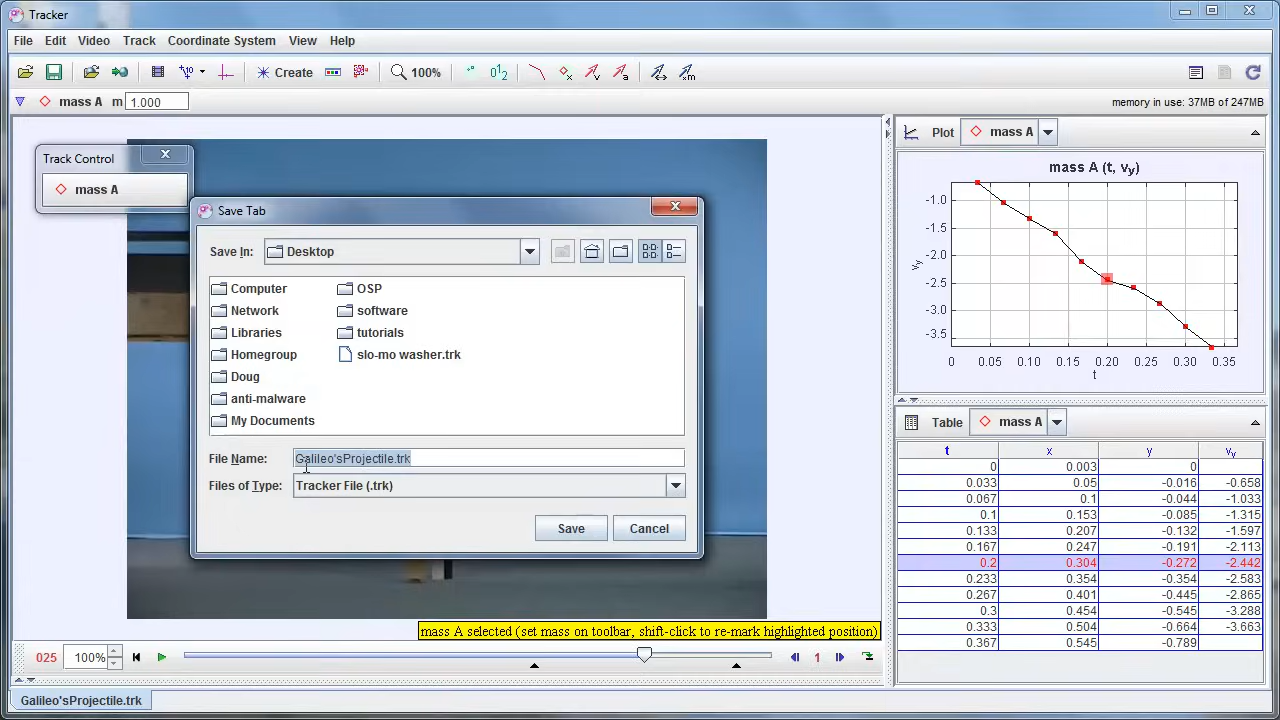 Tracker
File Edit Video Track Coordinate System View Help
Create 100%
mass A m 1.000 memory in use: 37MB of 247MB
Track Control
mass A
Save Tab
Save In: Desktop
Computer
Network
Libraries
Homegroup
Doug
anti-malware
My Documents
OSP
software
tutorials
slo-mo washer.trk
File Name: Galileo'sProjectile.trk
Files of Type: Tracker File (.trk)
Save Cancel
Plot mass A
mass A (t, vy)
-1.0
-1.5
-2.0
-2.5
-3.0
-3.5
vy
0 0.05 0.10 0.15 0.20 0.25 0.30 0.35
t
Table mass A
t x y vy
0 0.003 0
0.033 0.05 -0.016 -0.658
0.067 0.1 -0.044 -1.033
0.1 0.153 -0.085 -1.315
0.133 0.207 -0.132 -1.597
0.167 0.247 -0.191 -2.113
0.2 0.304 -0.272 -2.442
0.233 0.354 -0.354 -2.583
0.267 0.401 -0.445 -2.865
0.3 0.454 -0.545 -3.288
0.333 0.504 -0.664 -3.663
0.367 0.545 -0.789
mass A selected (set mass on toolbar, shift-click to re-mark highlighted position)
025 100% 1
Galileo'sProjectile.trk